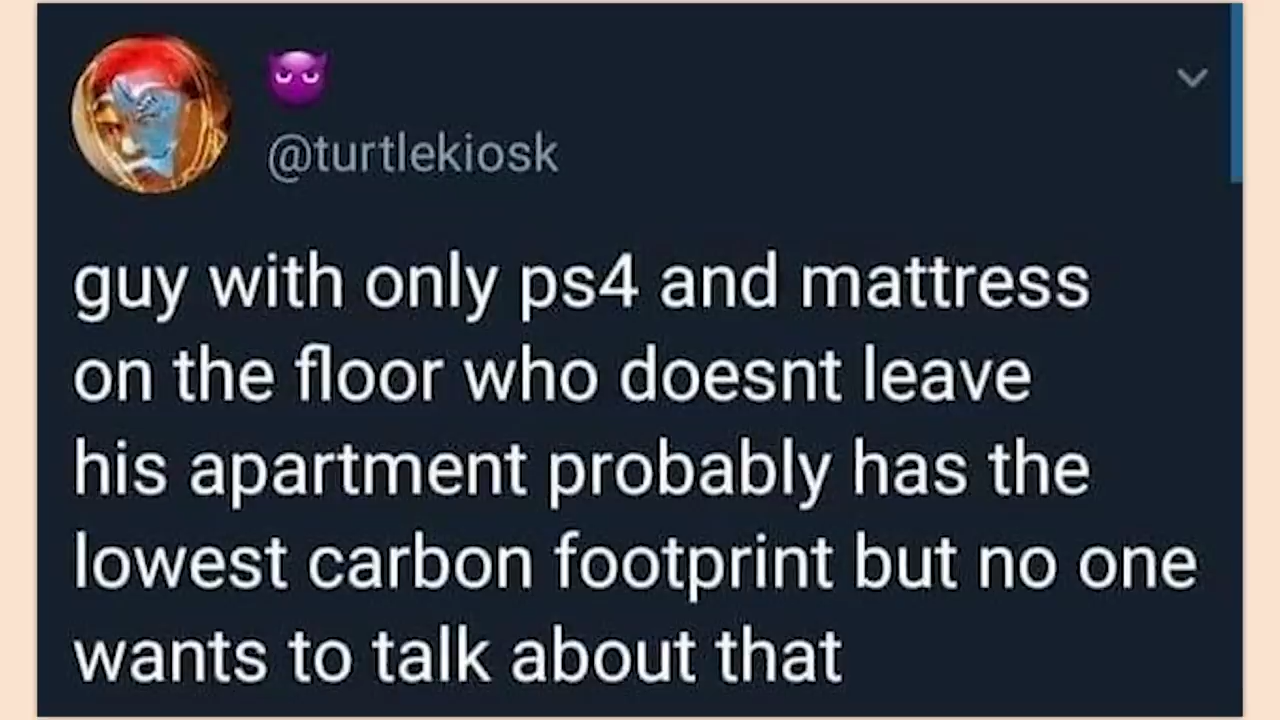 😈
@turtlekiosk
guy with only ps4 and mattress
on the floor who doesnt leave
his apartment probably has the
lowest carbon footprint but no one
wants to talk about that